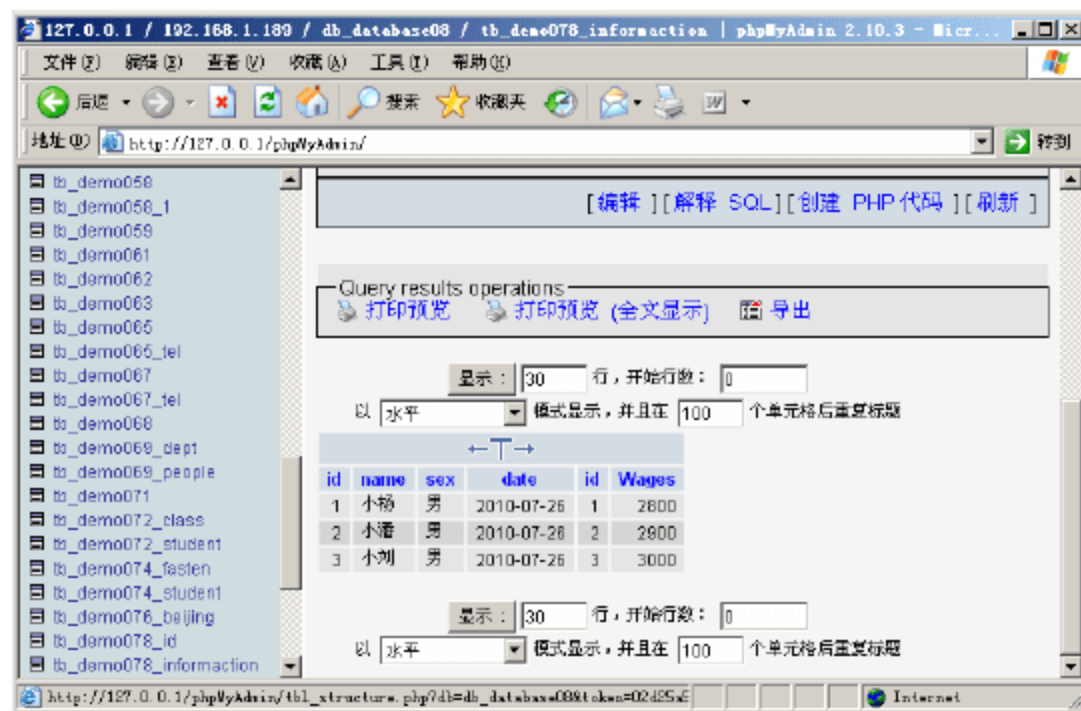 127.0.0.1 / 192.168.1.189 / db_database08 / tb_demo078_informaction | phpMyAdmin 2.10.3 - Micr...
文件(F) 编辑(E) 查看(V) 收藏(A) 工具(T) 帮助(H)
后退 搜索 收藏夹
地址(D) http://127.0.0.1/phpMyAdmin/ 转到
tb_demo058
tb_demo058_1
tb_demo059
tb_demo061
tb_demo062
tb_demo063
tb_demo065
tb_demo065_tel
tb_demo067
tb_demo067_tel
tb_demo068
tb_demo069_dept
tb_demo069_people
tb_demo071
tb_demo072_class
tb_demo072_student
tb_demo074_fasten
tb_demo074_student
tb_demo076_beijing
tb_demo078_id
tb_demo078_informaction
[编辑 ][解释 SQL][创建 PHP 代码 ][刷新 ]
Query results operations
打印预览 打印预览 (全文显示) 导出
显示: 30 行,开始行数: 0
以 水平 模式显示,并且在 100 个单元格后重复标题
←T→
id name sex date id Wages
1 小杨 男 2010-07-26 1 2800
2 小潘 男 2010-07-26 2 2900
3 小刘 男 2010-07-26 3 3000
显示: 30 行,开始行数: 0
以 水平 模式显示,并且在 100 个单元格后重复标题
http://127.0.0.1/phpMyAdmin/tbl_structure.php?db=db_database08&token=02d25x5 Internet